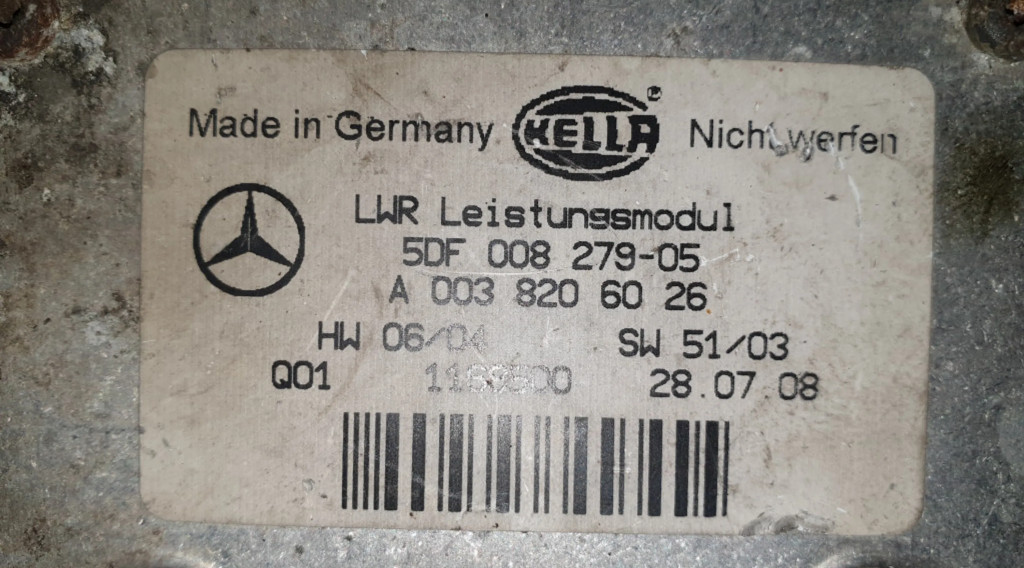 Made in Germany HELLA ® Nicht werfen
LWR Leistungsmodul
5DF 008 279-05
A 003 820 60 26
HW 06/04 SW 51/03
Q01 28.07.08